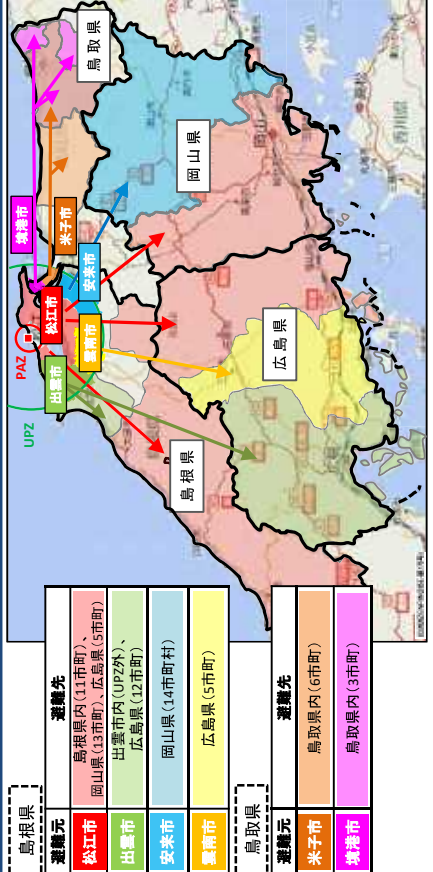 島根県
避難元 避難先
松江市 島根県内(11市町)、
岡山県(13市町)、広島県(5市町)
出雲市 出雲市内(UPZ外)、
広島県(12市町)
安来市 岡山県(14市町村)
雲南市 広島県(5市町)
鳥取県
避難元 避難先
米子市 鳥取県内(6市町)
境港市 鳥取県内(3市町)
UPZ
PAZ
出雲市
松江市
雲南市
安来市
米子市
境港市
鳥取県
岡山県
広島県
島根県
岡山
香川県